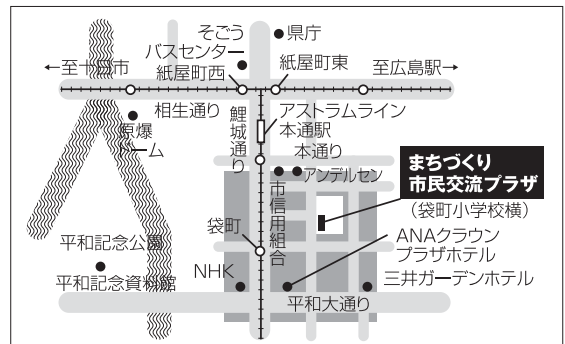 そごう
●県庁
バスセンター
紙屋町西
紙屋町東
←至十日市
至広島駅→
相生通り
鯉城通り
アストラムライン
本通駅
本通り
原爆
ドーム
アンデルセン
市信用組合
まちづくり
市民交流プラザ
(袋町小学校横)
袋町
平和記念公園
ANAクラウン
プラザホテル
平和記念資料館
NHK
三井ガーデンホテル
平和大通り